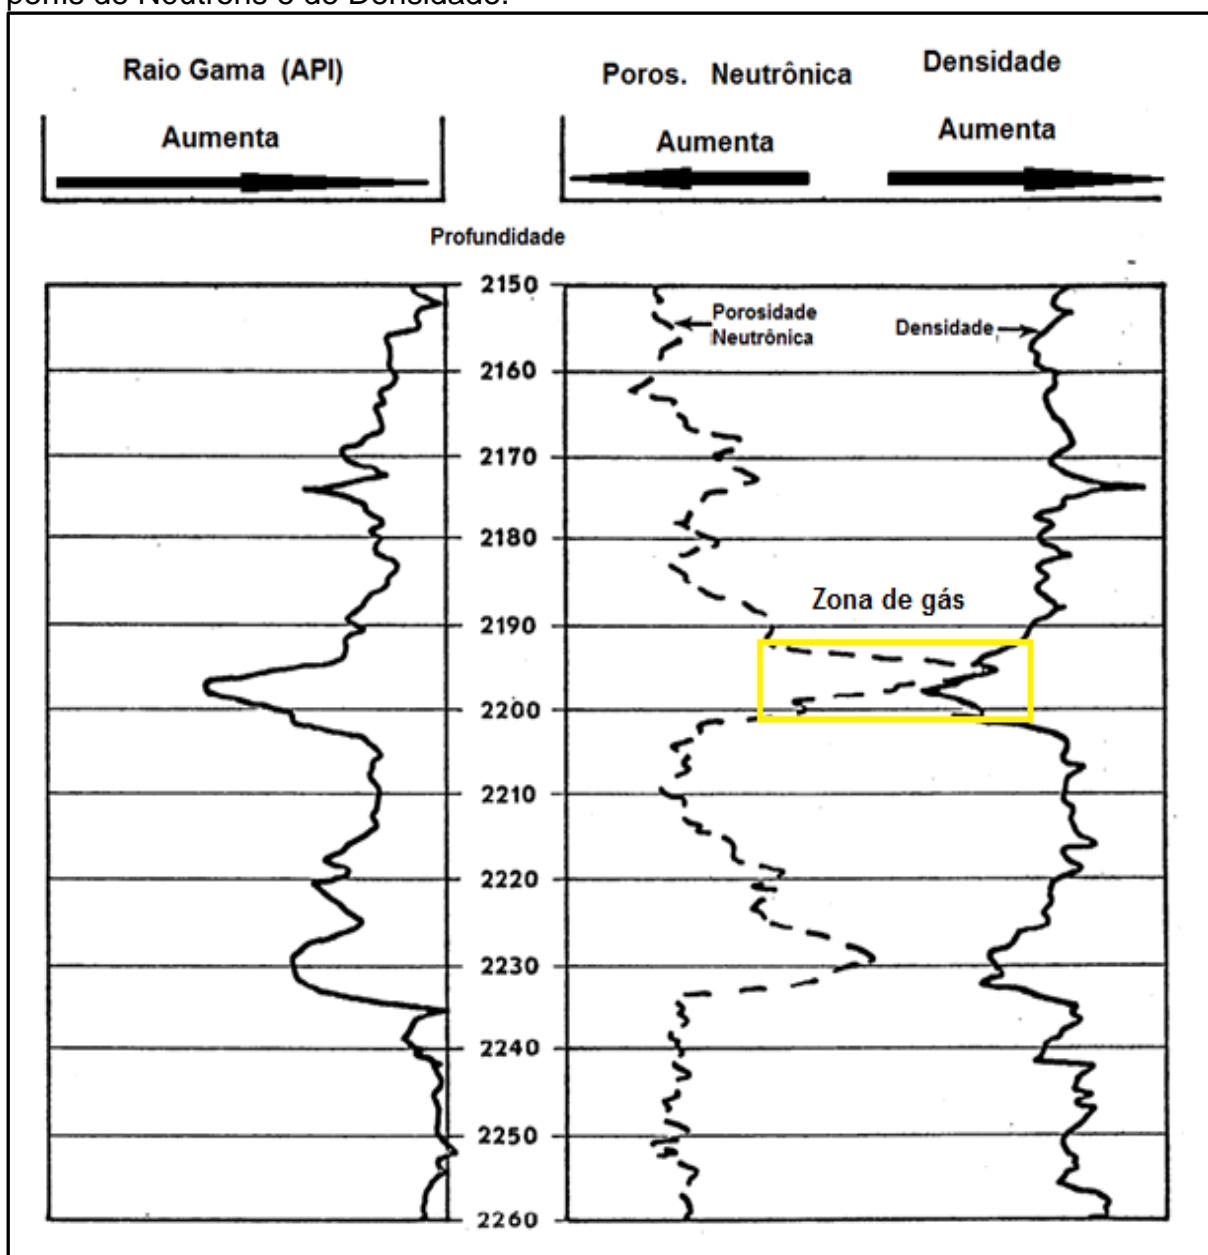 perfis de Nêutrons e de Densidade.
Raio Gama (API)
Aumenta
Poros. Neutrônica
Aumenta
Densidade
Aumenta
Profundidade
2150
Porosidade
Neutrônica
Densidade
2160
2170
2180
Zona de gás
2190
2200
2210
2220
2230
2240
2250
2260